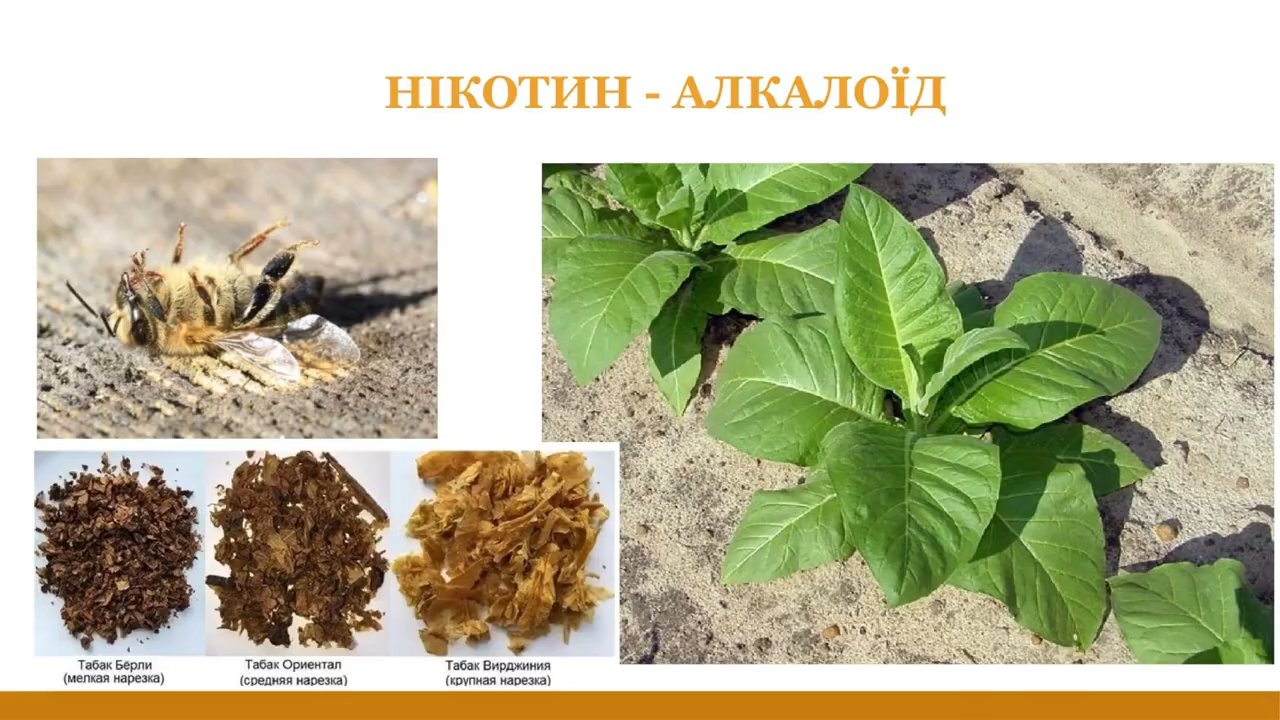 НІКОТИН - АЛКАЛОЇД
Табак Бёрли
(мелкая нарезка)
Табак Ориентал
(средняя нарезка)
Табак Вирджиния
(крупная нарезка)